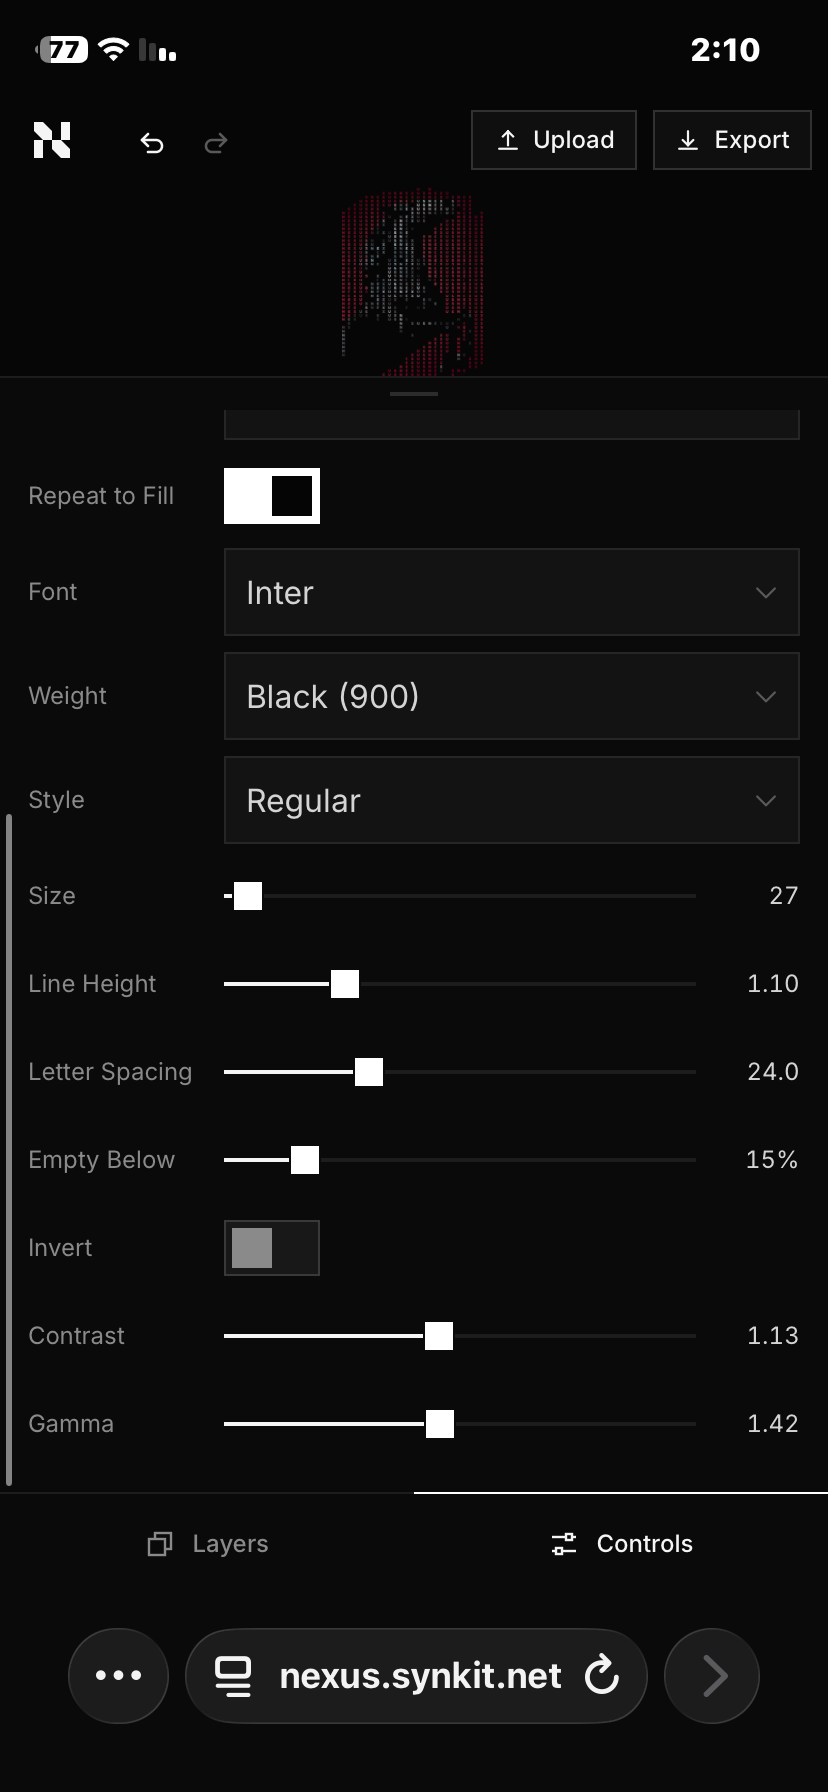 77
2:10
Upload
Export
Repeat to Fill
Font
Inter
Weight
Black (900)
Style
Regular
Size
27
Line Height
1.10
Letter Spacing
24.0
Empty Below
15%
Invert
Contrast
1.13
Gamma
1.42
Layers
Controls
nexus.synkit.net